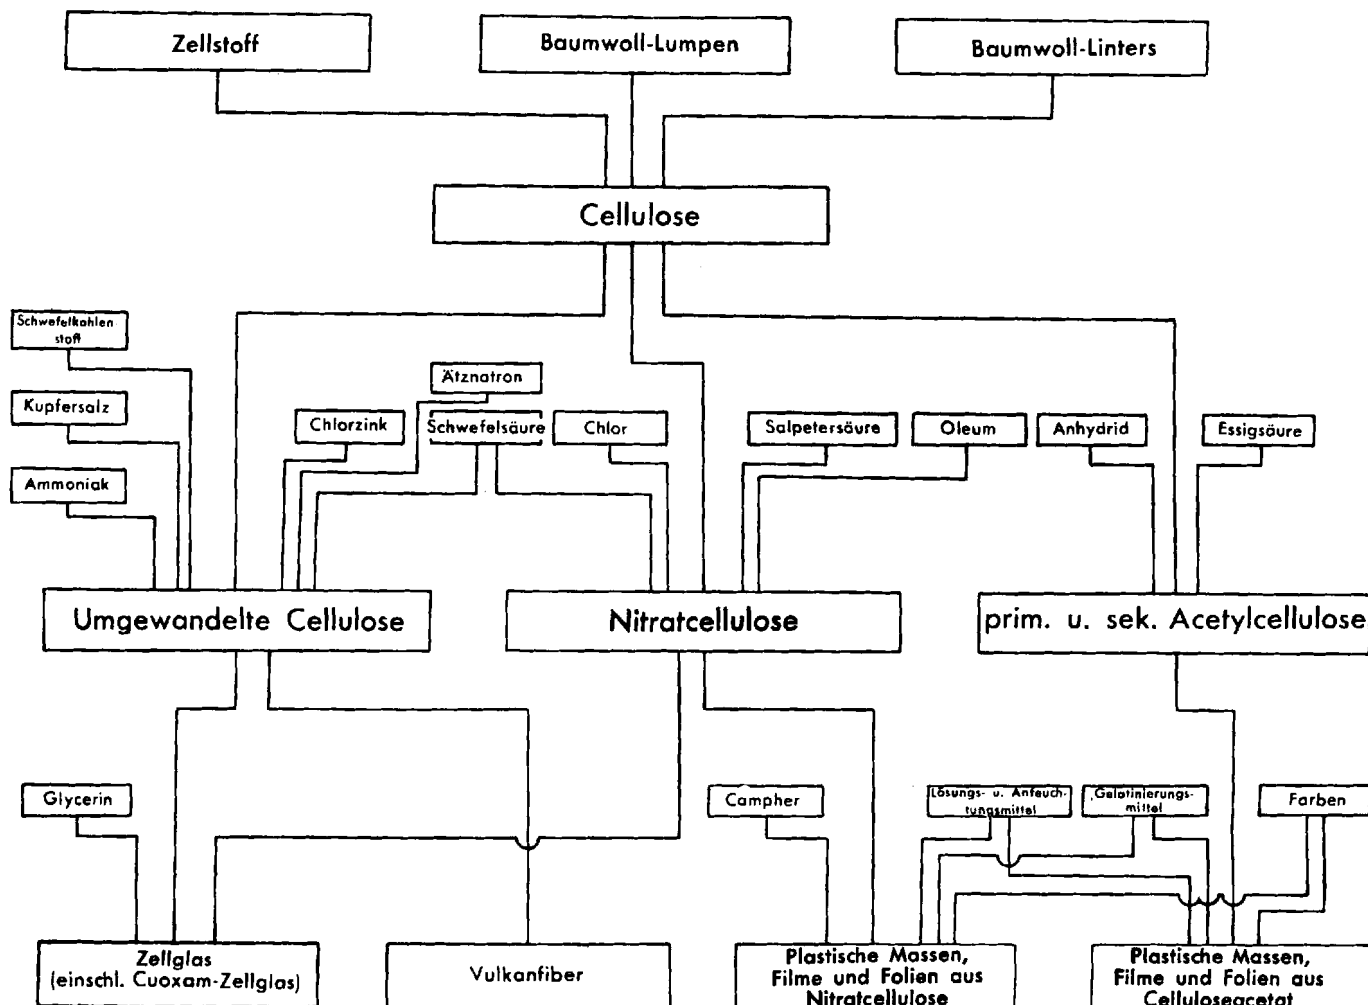 Zellstoff
Baumwoll-Lumpen
Baumwoll-Linters
Cellulose
Schwefelkohlen
stoff
Ätznatron
Kupfersalz
Chlorzink
Schwefelsäure
Chlor
Salpetersäure
Oleum
Anhydrid
Essigsäure
Ammoniak
Umgewandelte Cellulose
Nitratcellulose
prim. u. sek. Acetylcellulose
Glycerin
Campher
Lösungs- u. Anfeuch-
tungsmittel
Gelatinierungs-
mittel
Farben
Zellglas
(einschl. Cuoxam-Zellglas)
Vulkanfiber
Plastische Massen,
Filme und Folien aus
Nitratcellulose
Plastische Massen,
Filme und Folien aus
Celluloseacetat